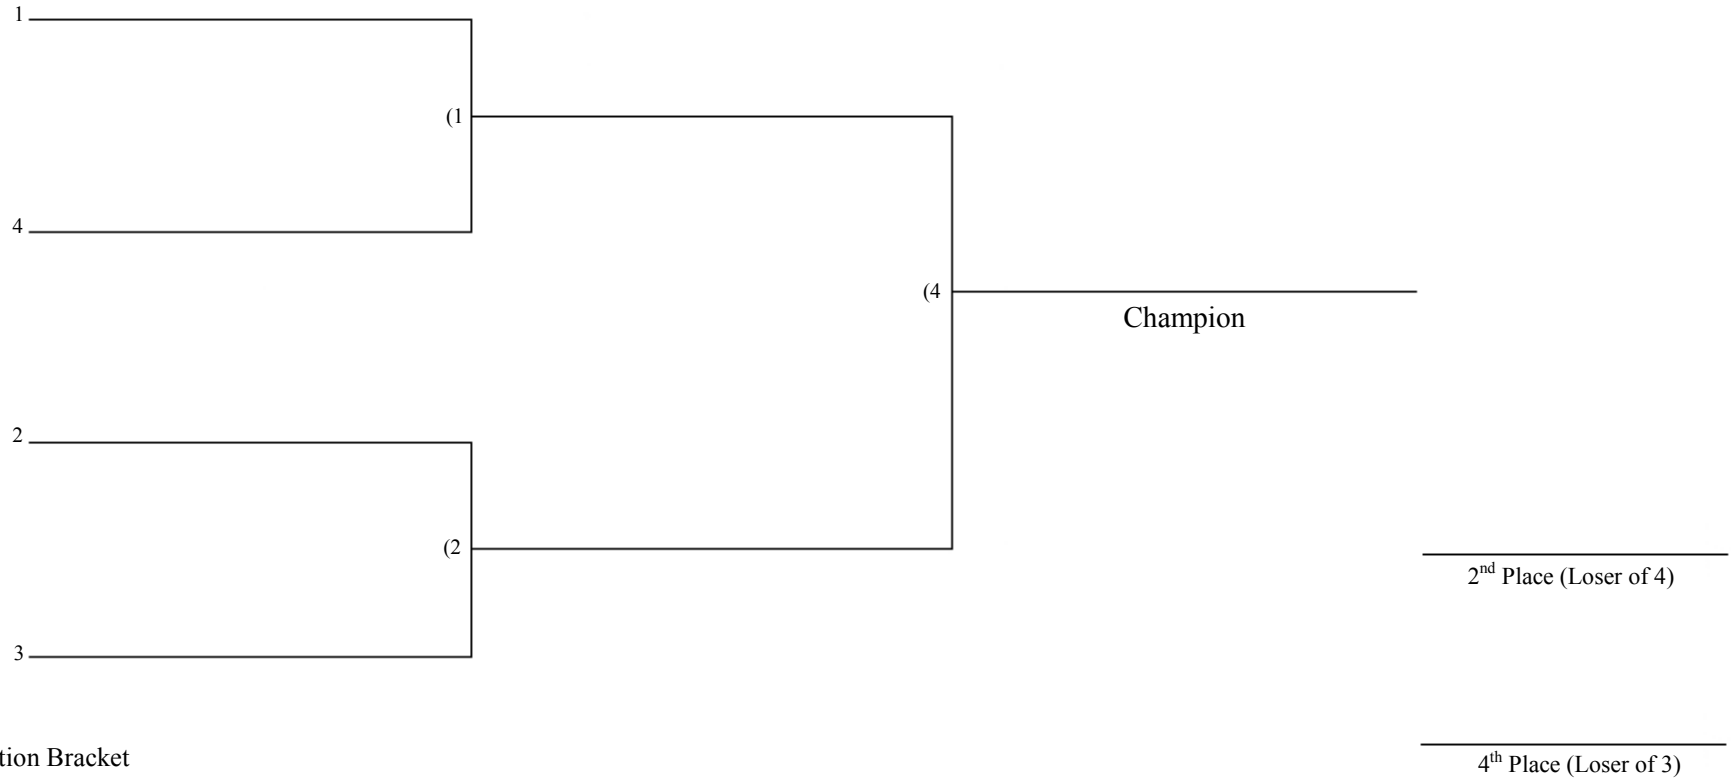 1
(1
4
(4
Champion
2
(2
2nd Place (Loser of 4)
3
tion Bracket
4th Place (Loser of 3)